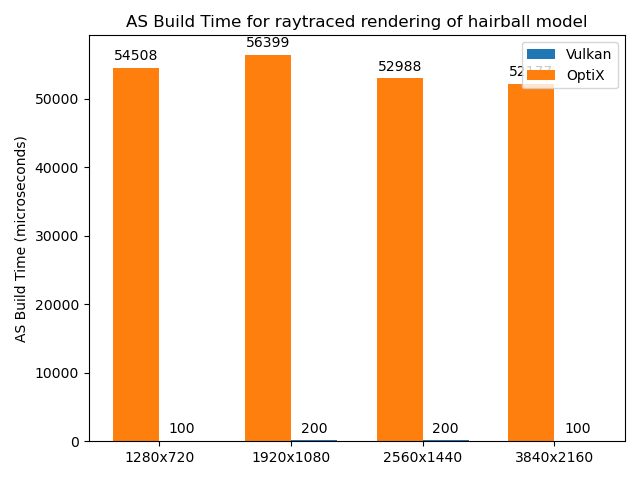 AS Build Time for raytraced rendering of hairball model
AS Build Time (microseconds)
50000
40000
30000
20000
10000
0
54508
56399
52988
52177
100
200
200
100
1280x720
1920x1080
2560x1440
3840x2160
Vulkan
OptiX